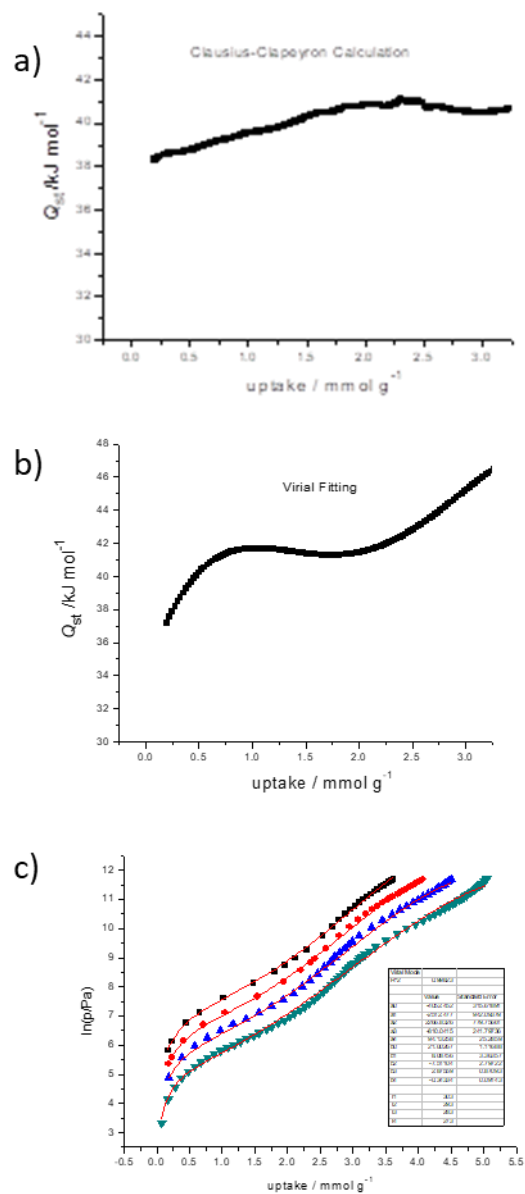 a)
Clausius-Clapeyron Calculation
Qst /kJ mol-1
44
42
40
38
36
34
32
30
0.0 0.5 1.0 1.5 2.0 2.5 3.0
uptake / mmol g-1
b)
Virial Fitting
Qst /kJ mol-1
48
46
44
42
40
38
36
34
32
30
0.0 0.5 1.0 1.5 2.0 2.5 3.0
uptake / mmol g-1
c)
ln(p/Pa)
12
11
10
9
8
7
6
5
4
3
Value Standard Error
-0.5 0.0 0.5 1.0 1.5 2.0 2.5 3.0 3.5 4.0 4.5 5.0 5.5
uptake / mmol g-1